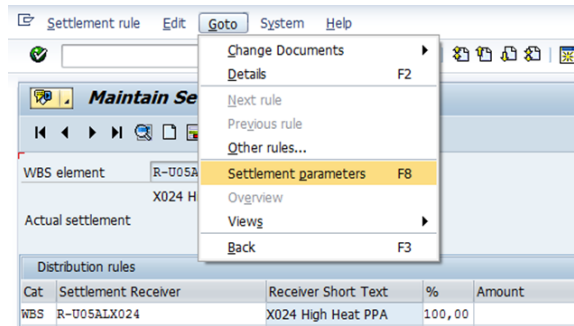 Settlement rule Edit Goto System Help
Change Documents
Details F2
Next rule
Previous rule
Other rules...
Settlement parameters F8
Overview
Views
Back F3
Maintain Se
WBS element R-U05A
X024 H
Actual settlement
Distribution rules
Cat Settlement Receiver Receiver Short Text % Amount
WBS R-U05ALX024 X024 High Heat PPA 100,00